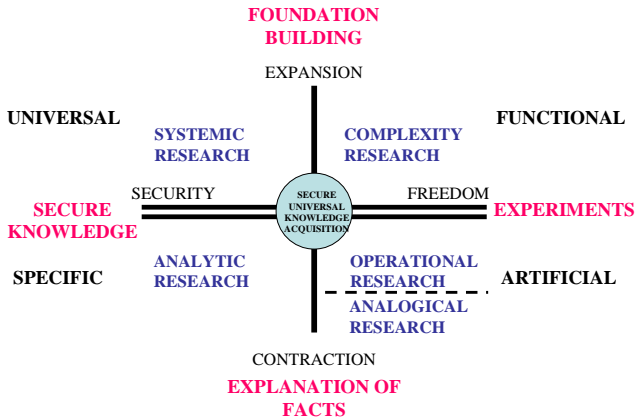 FOUNDATION
BUILDING
EXPANSION
UNIVERSAL
FUNCTIONAL
SYSTEMIC
RESEARCH
COMPLEXITY
RESEARCH
SECURITY
FREEDOM
SECURE
UNIVERSAL
KNOWLEDGE
ACQUISITION
SECURE
KNOWLEDGE
EXPERIMENTS
SPECIFIC
ANALYTIC
RESEARCH
OPERATIONAL
RESEARCH
ARTIFICIAL
ANALOGICAL
RESEARCH
CONTRACTION
EXPLANATION OF
FACTS